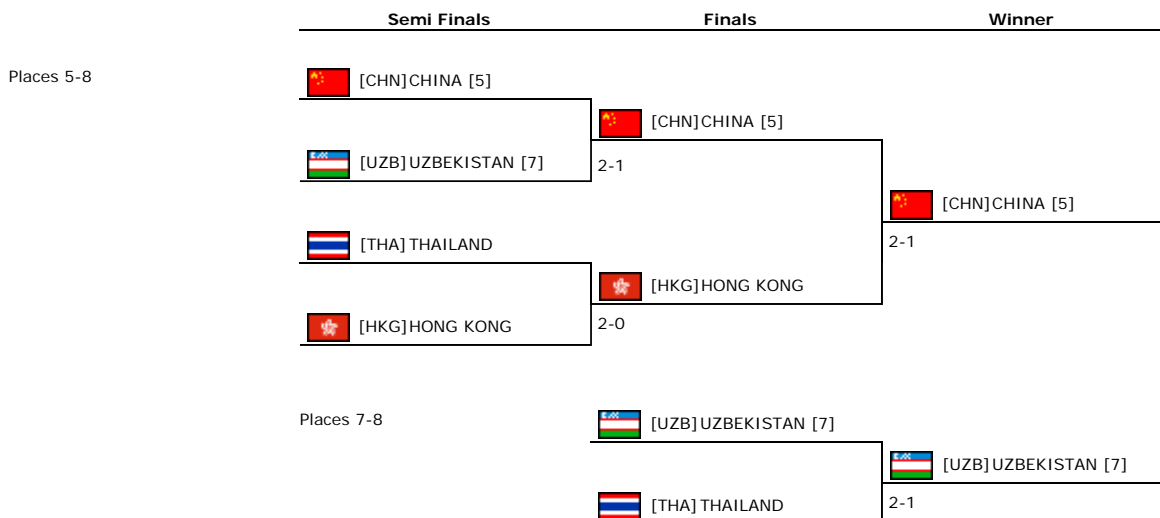 Semi Finals Finals Winner
Places 5-8
[CHN]CHINA [5]
[CHN]CHINA [5]
[UZB]UZBEKISTAN [7]
2-1
[CHN]CHINA [5]
[THA]THAILAND
2-1
[HKG]HONG KONG
[HKG]HONG KONG
2-0
Places 7-8
[UZB]UZBEKISTAN [7]
[UZB]UZBEKISTAN [7]
[THA]THAILAND
2-1